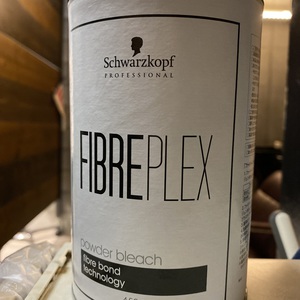 Schwarzkopf
PROFESSIONAL
FIBREPLEX
powder bleach
fibre bond
technology